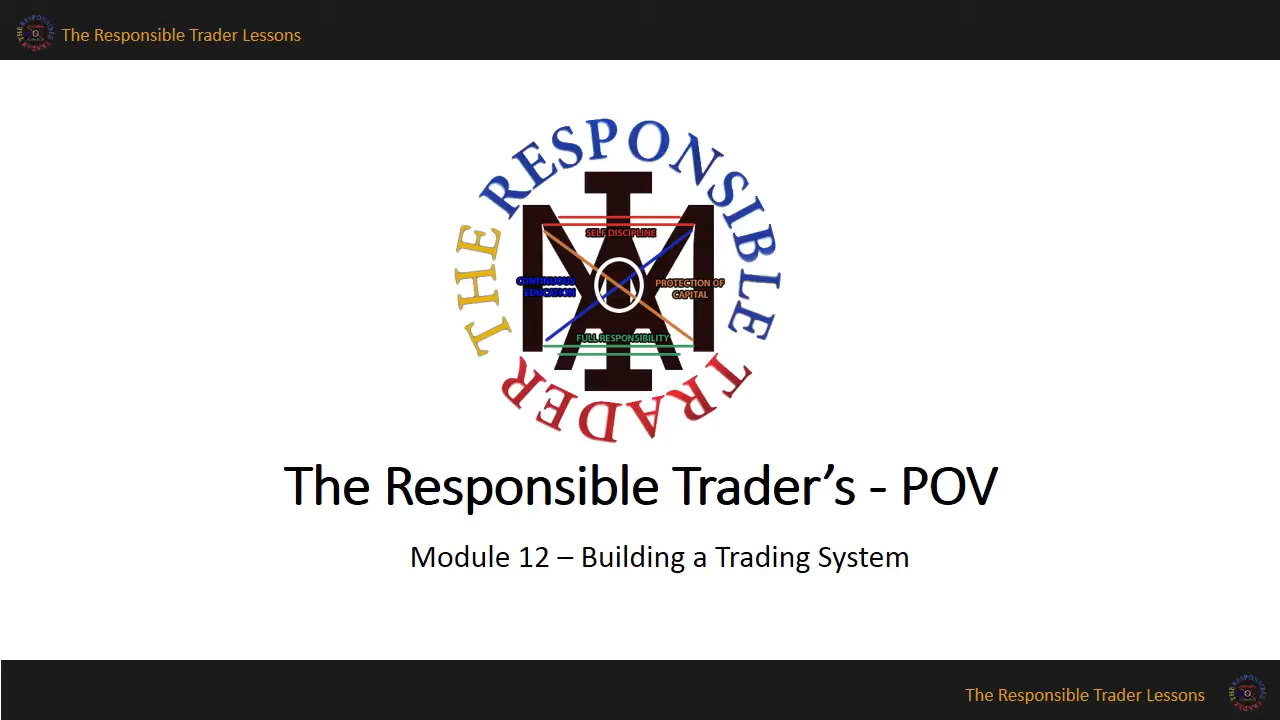 The Responsible Trader Lessons
THE RESPONSIBLE TRADER
SELF DISCIPLINE
CONTINUOUS
EDUCATION
PROTECTION OF
CAPITAL
FULL RESPONSIBILITY
The Responsible Trader’s - POV
Module 12 – Building a Trading System
The Responsible Trader Lessons